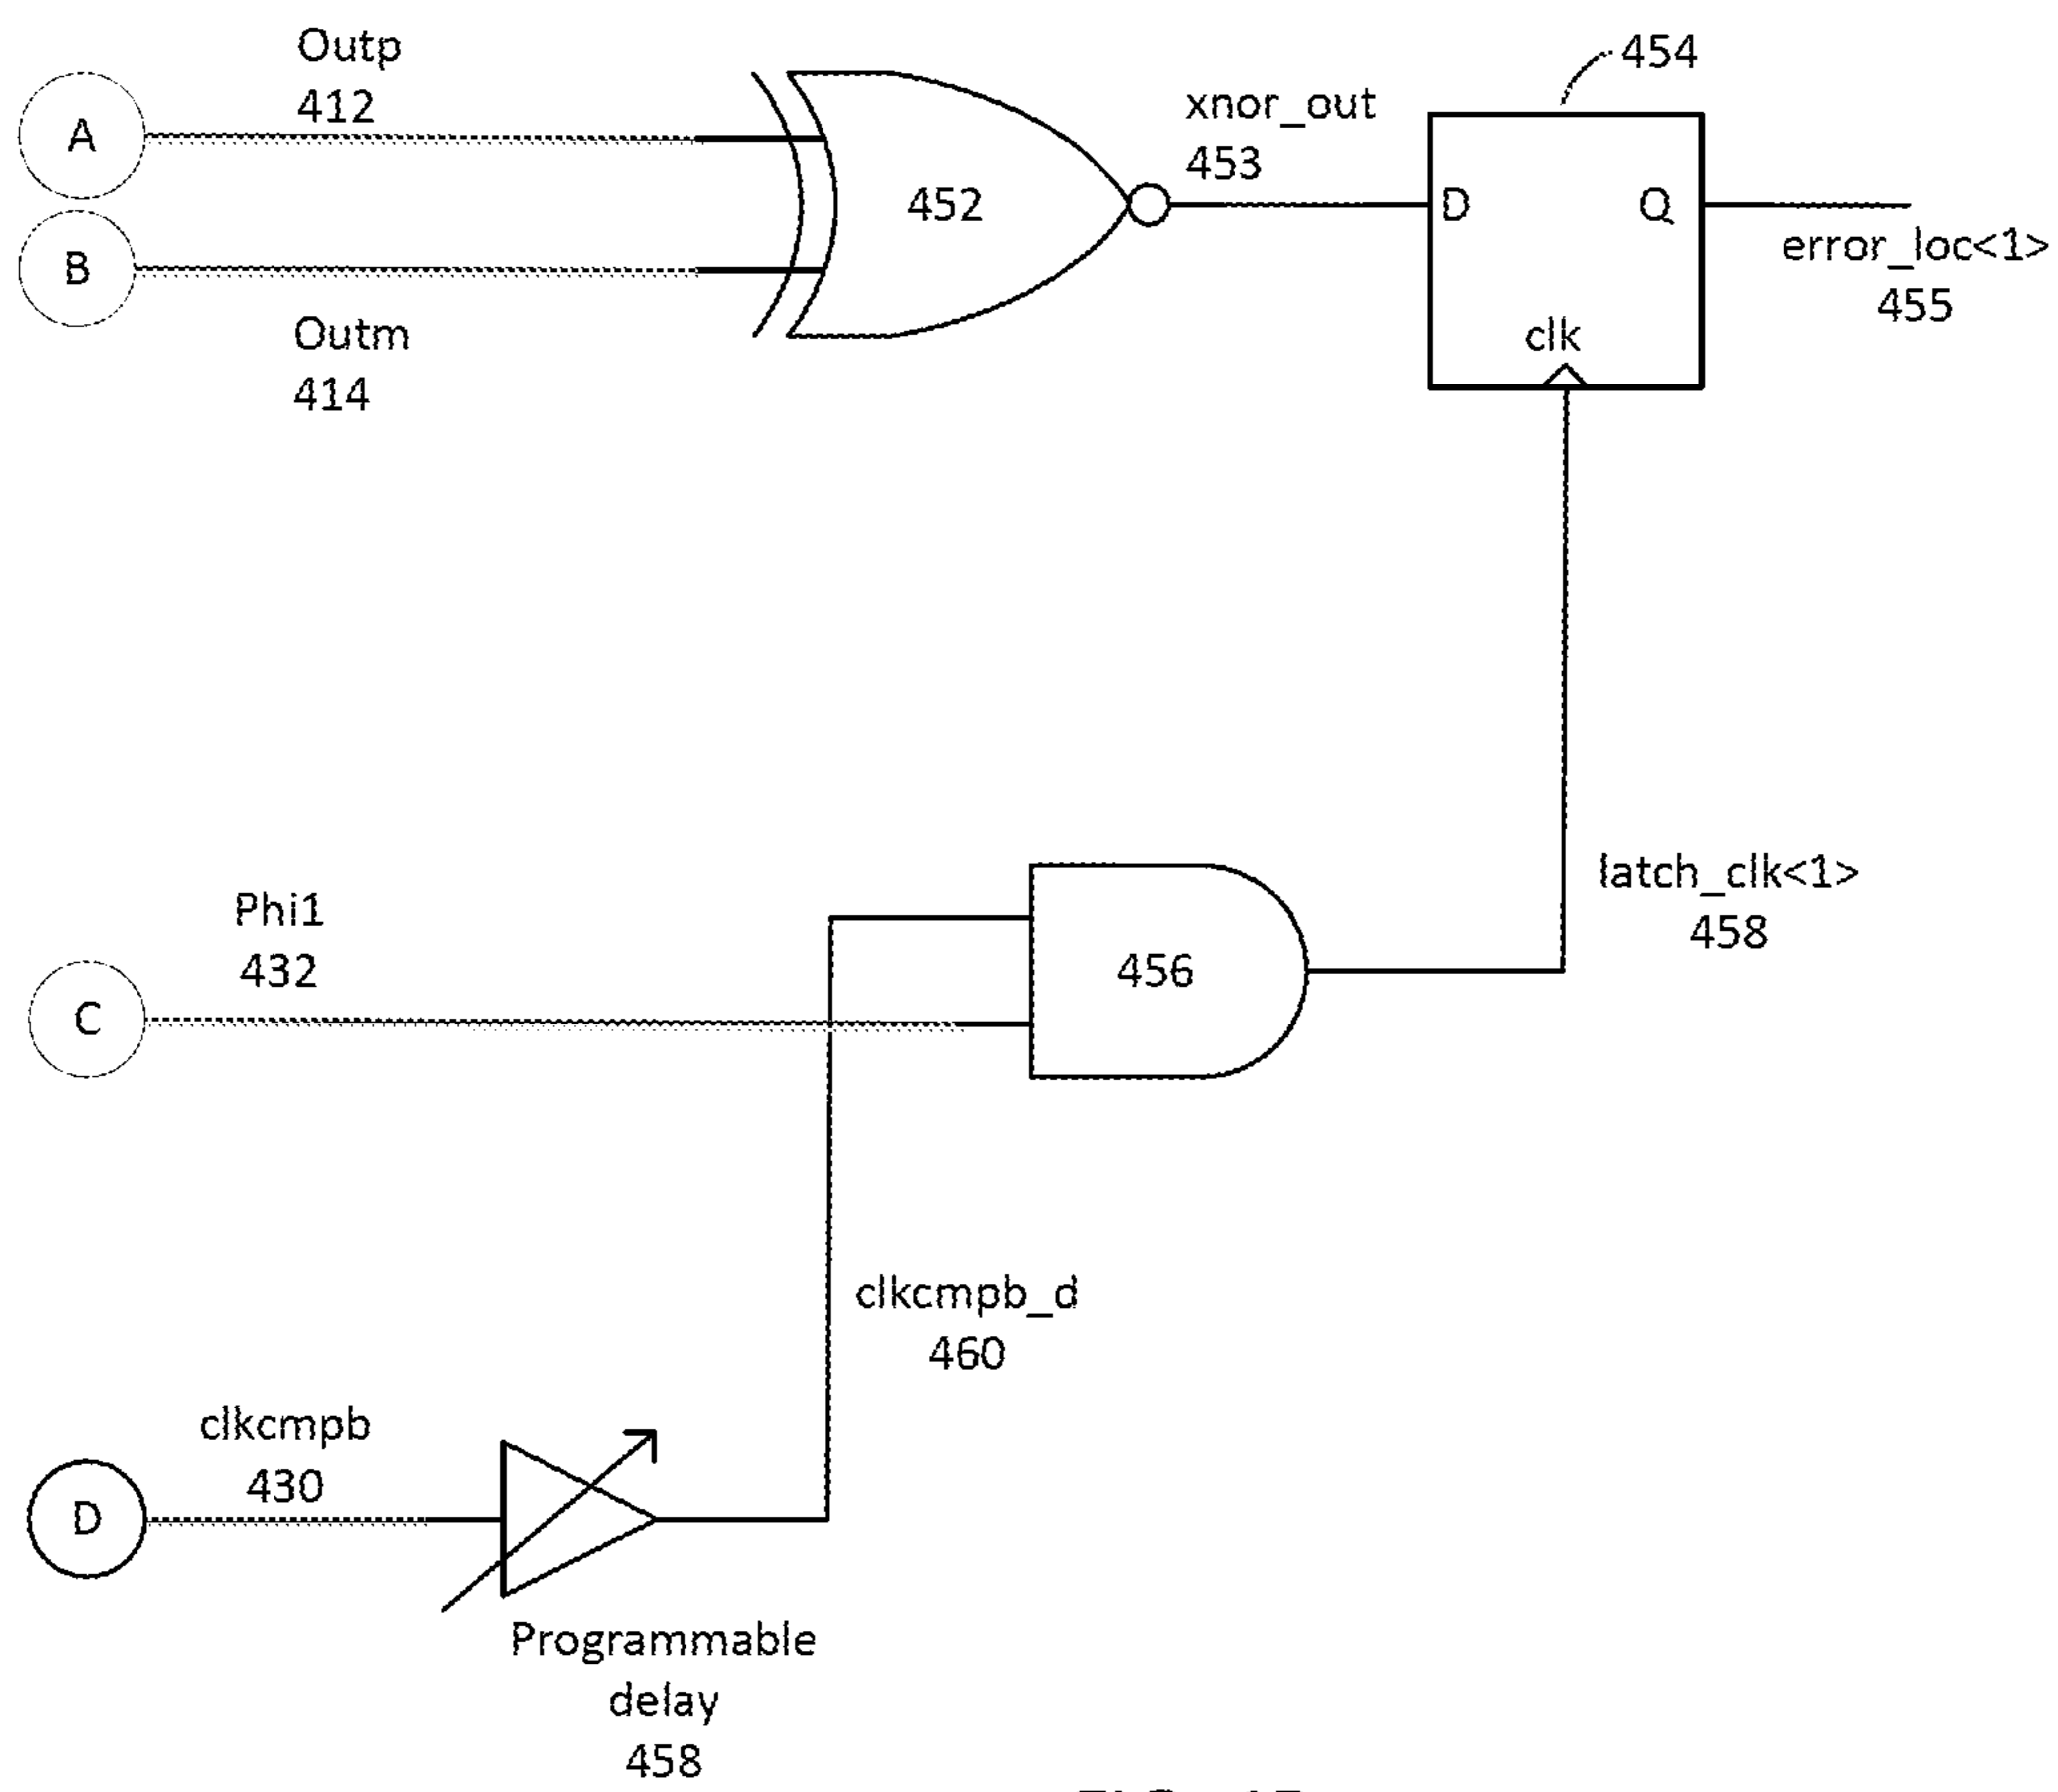 Outp
412
A
B
Outm
414
452
xnor_out
453
454
D
Q
clk
error_loc<1>
455
Phi1
432
C
456
latch_clk<1>
458
clkcmpb_d
460
clkcmpb
430
D
Programmable
delay
458